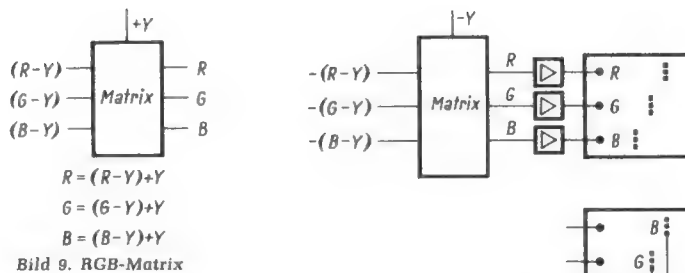 +Y
(R-Y) R
(G-Y) Matrix G
(B-Y) B
R = (R-Y)+Y
G = (G-Y)+Y
B = (B-Y)+Y
Bild 9. RGB-Matrix
-Y
-(R-Y) R R
-(G-Y) Matrix G G
-(B-Y) B B
B
G